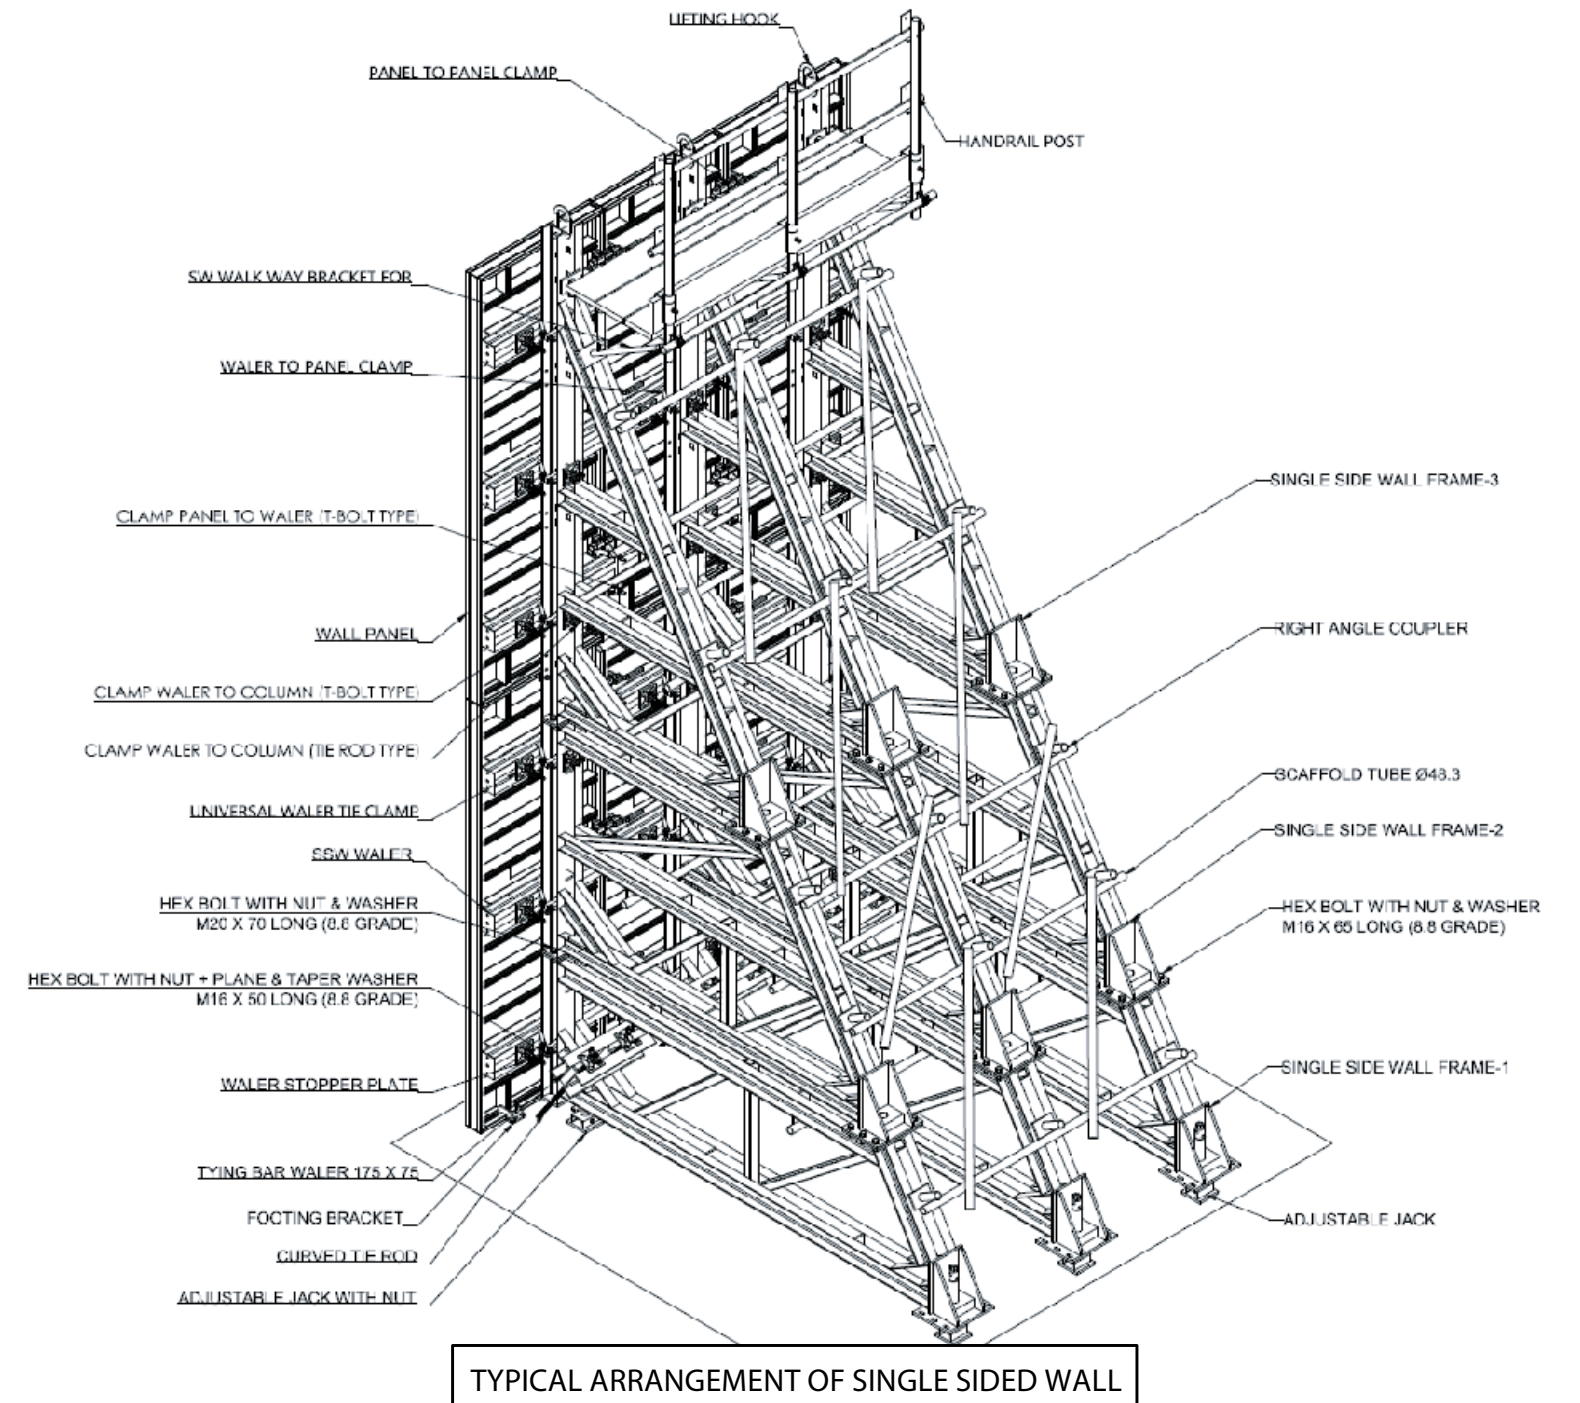 LIFTING HOOK
PANEL TO PANEL CLAMP
HANDRAIL POST
SW WALK WAY BRACKET FOR
WALER TO PANEL CLAMP
CLAMP PANEL TO WALER (T-BOLT TYPE)
WALL PANEL
CLAMP WALER TO COLUMN (T-BOLT TYPE)
CLAMP WALER TO COLUMN (TIE ROD TYPE)
UNIVERSAL WALER TIE CLAMP
SSW WALER
HEX BOLT WITH NUT & WASHER
M20 X 70 LONG (8.8 GRADE)
HEX BOLT WITH NUT + PLANE & TAPER WASHER
M16 X 50 LONG (8.8 GRADE)
WALER STOPPER PLATE
TYING BAR WALER 175 X 75
FOOTING BRACKET
CURVED TIE ROD
ADJUSTABLE JACK WITH NUT
SINGLE SIDE WALL FRAME-3
RIGHT ANGLE COUPLER
SCAFFOLD TUBE Ø48.3
SINGLE SIDE WALL FRAME-2
HEX BOLT WITH NUT & WASHER
M16 X 65 LONG (8.8 GRADE)
SINGLE SIDE WALL FRAME-1
ADJUSTABLE JACK
TYPICAL ARRANGEMENT OF SINGLE SIDED WALL